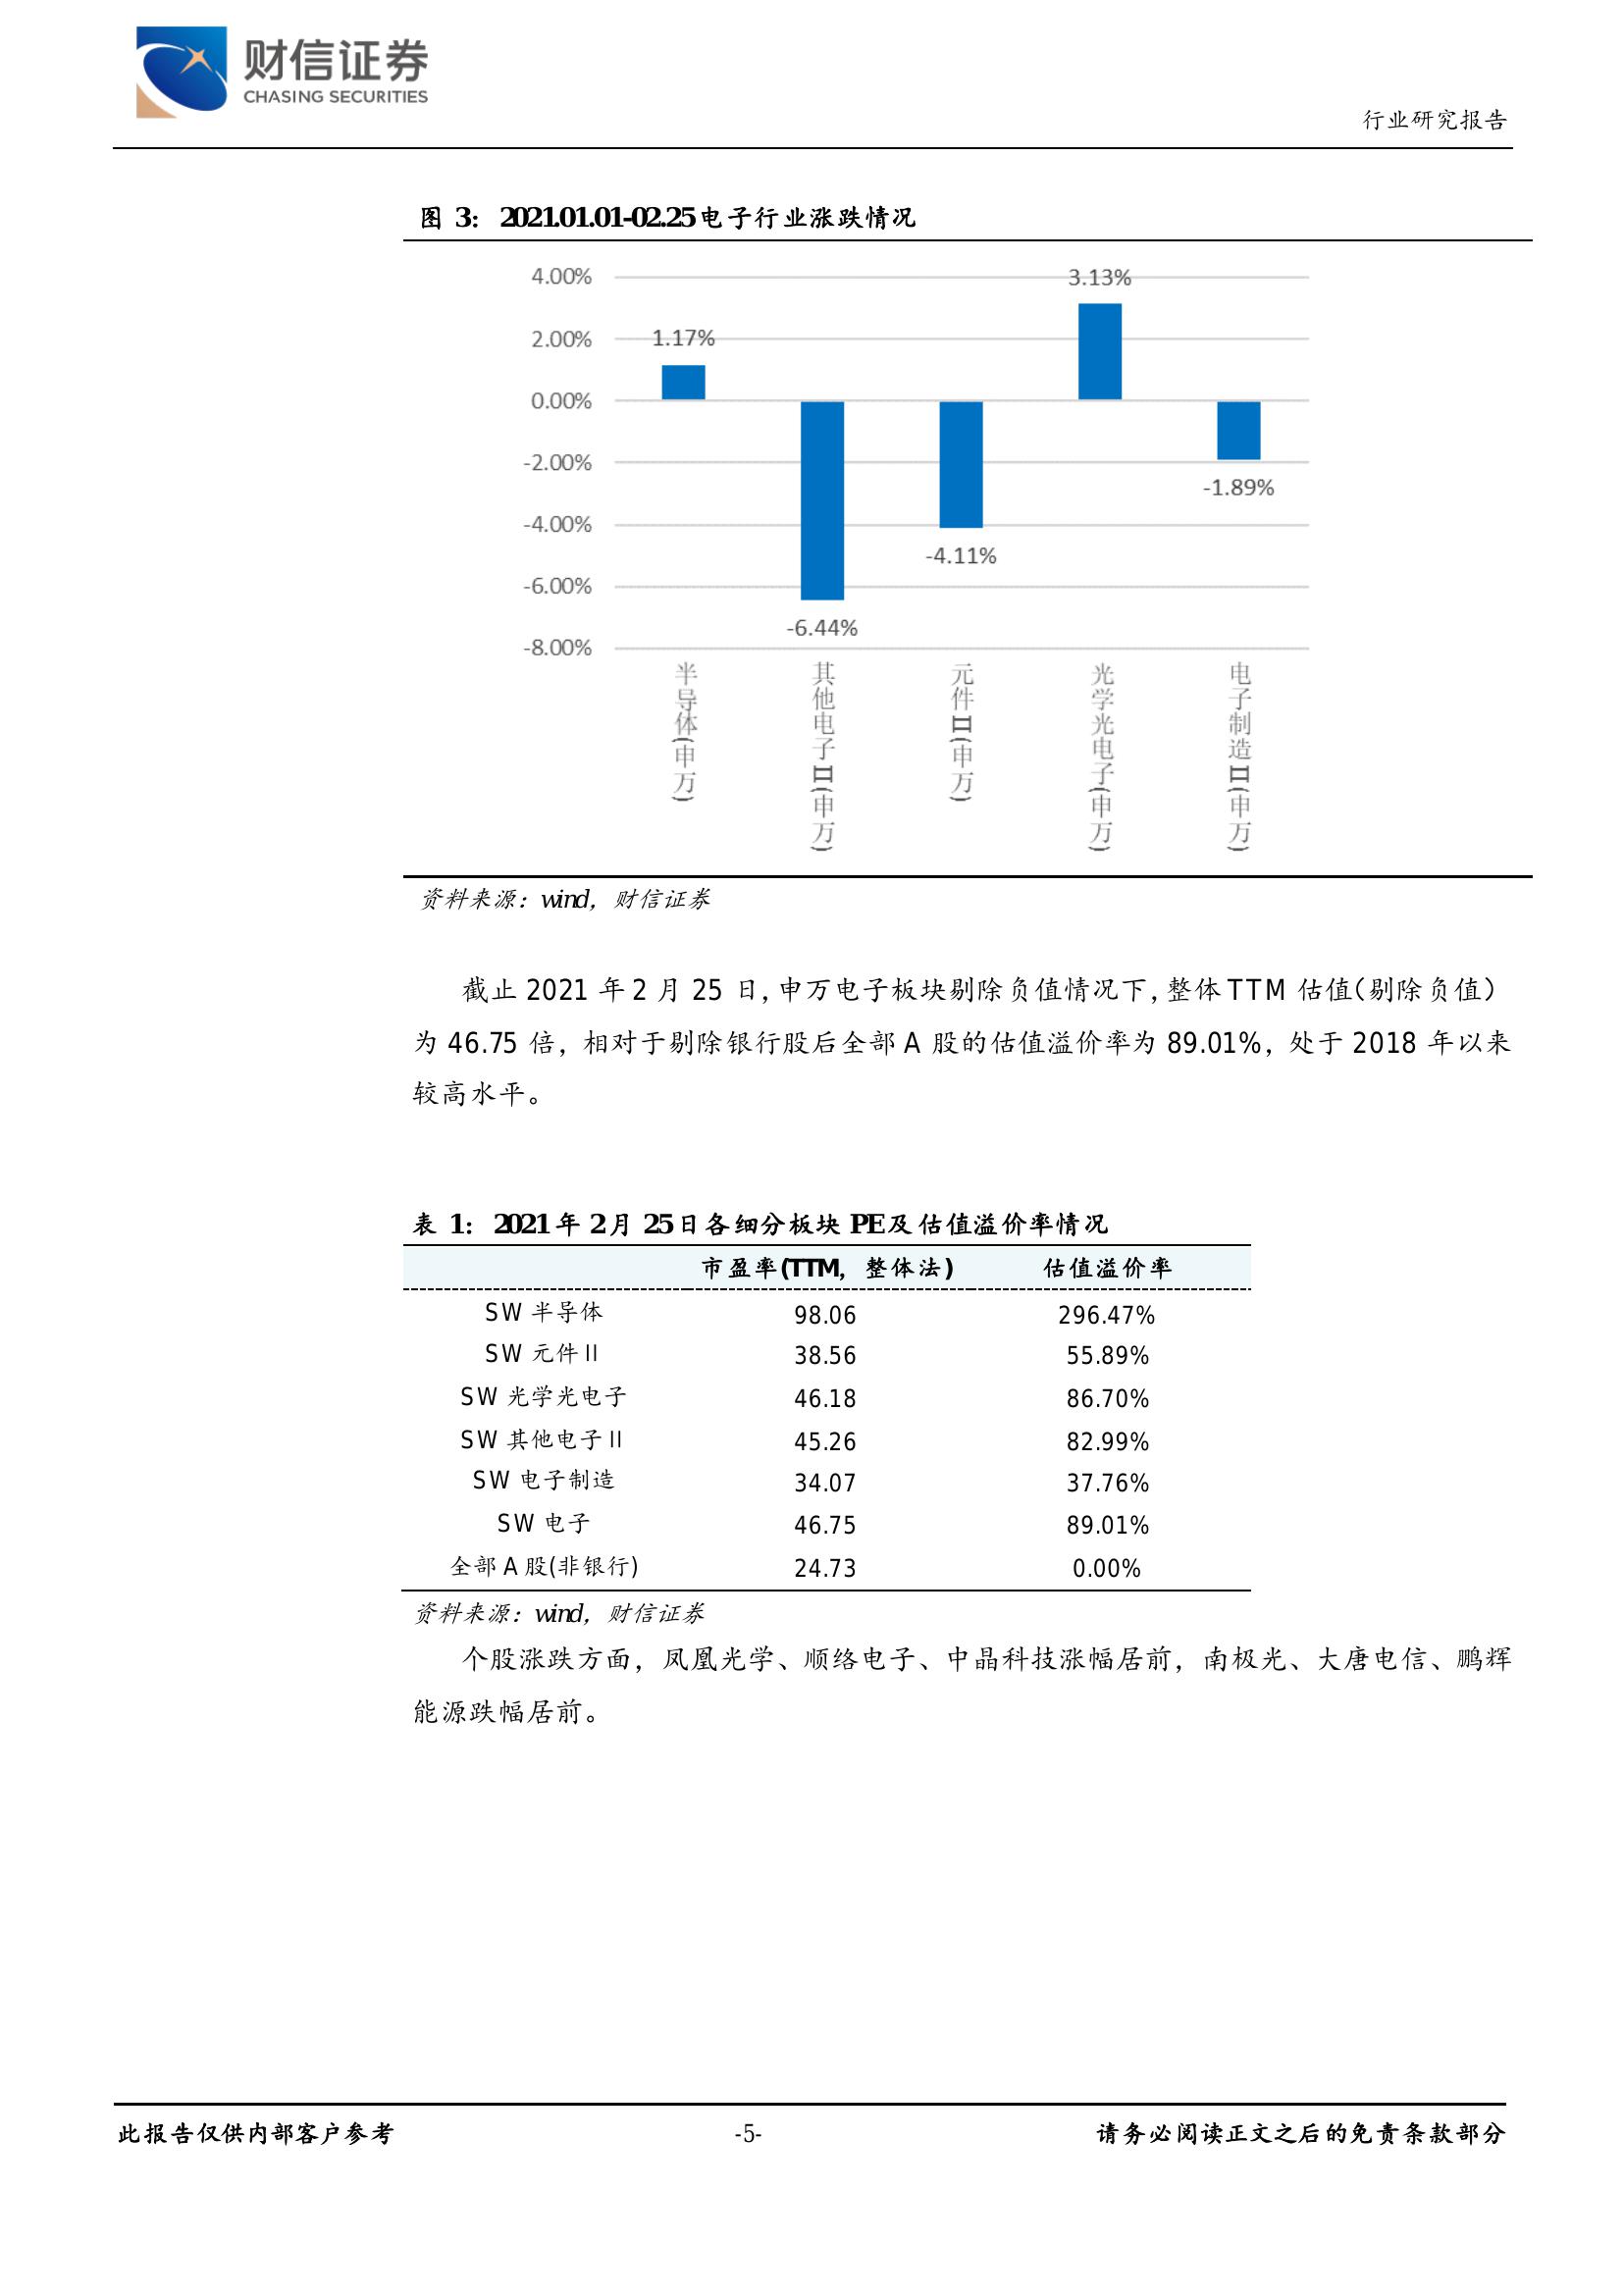 财信证券
CHASING SECURITIES
行业研究报告
图 3: 2021.01.01-02.25电子行业涨跌情况
4.00%
2.00%
0.00%
-2.00%
-4.00%
-6.00%
-8.00%
1.17%
-6.44%
-4.11%
3.13%
-1.89%
半导体(申万)
其他电子II(申万)
元件II(申万)
光学光电子(申万)
电子制造II(申万)
资料来源：wind，财信证券
截止 2021 年 2 月 25 日，申万电子板块剔除负值情况下，整体 TTM 估值（剔除负值）
为 46.75 倍，相对于剔除银行股后全部 A 股的估值溢价率为 89.01%，处于 2018 年以来
较高水平。
表 1: 2021年 2月 25日各细分板块 PE及估值溢价率情况
市盈率(TTM，整体法) 估值溢价率
SW 半导体 98.06 296.47%
SW 元件II 38.56 55.89%
SW 光学光电子 46.18 86.70%
SW 其他电子II 45.26 82.99%
SW 电子制造 34.07 37.76%
SW 电子 46.75 89.01%
全部 A 股(非银行) 24.73 0.00%
资料来源：wind，财信证券
个股涨跌方面，凤凰光学、顺络电子、中晶科技涨幅居前，南极光、大唐电信、鹏辉
能源跌幅居前。
此报告仅供内部客户参考 -5- 请务必阅读正文之后的免责条款部分